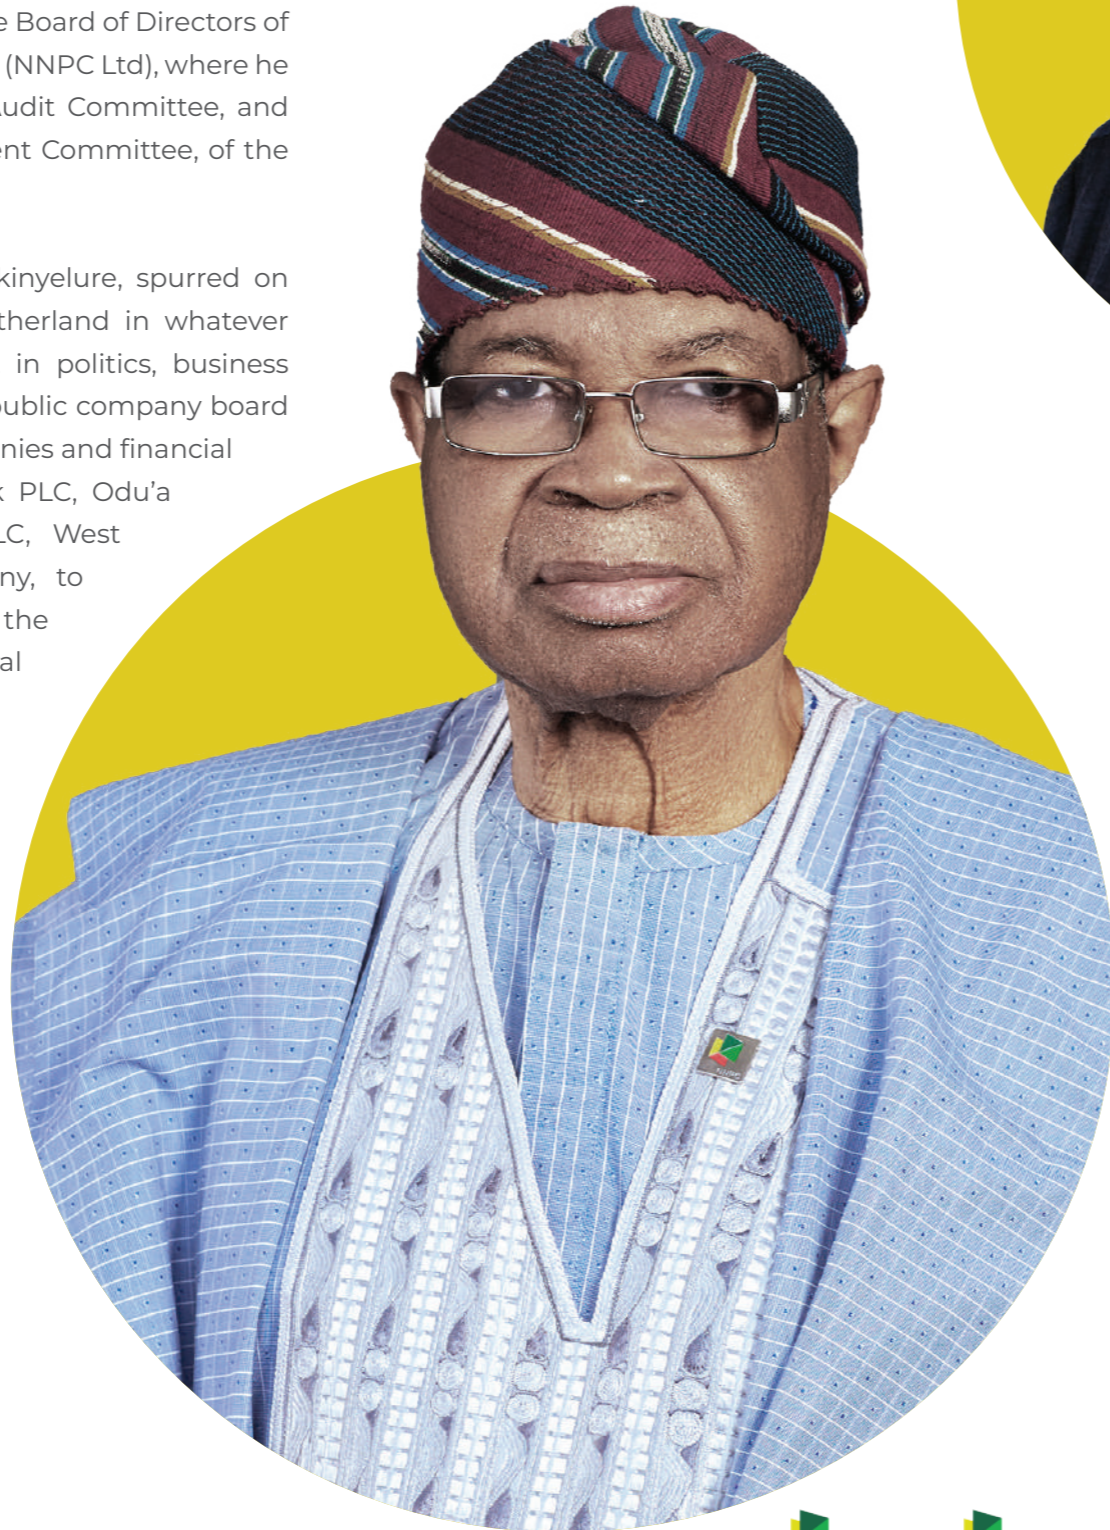 e Board of Directors of
(NNPC Ltd), where he
Audit Committee, and
ent Committee, of the
kinyelure, spurred on
therland in whatever
in politics, business
public company board
nies and financial
k PLC, Odu’a
LC, West
ny, to
the
al